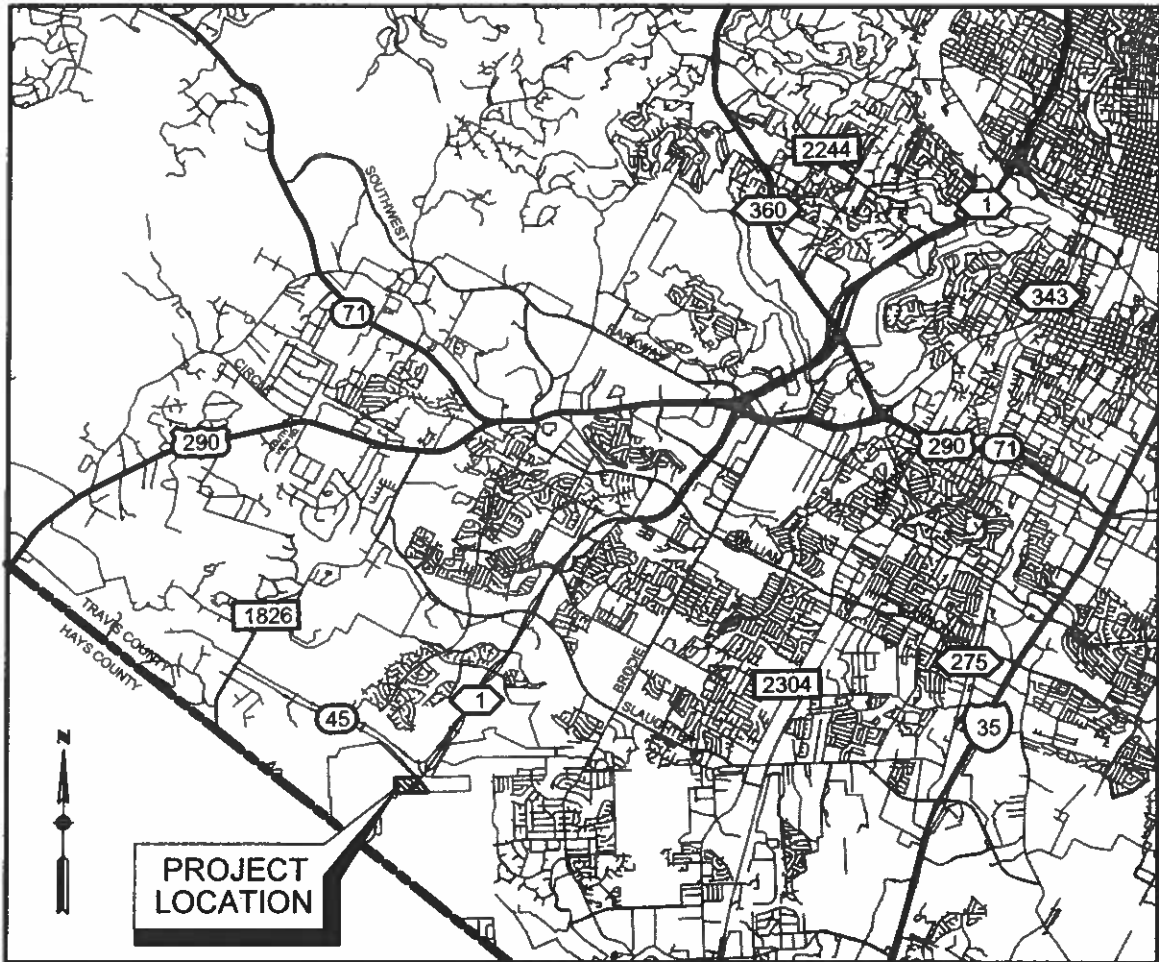 2244
SOUTHWEST
360
1
343
71
PARKWAY
CIRCLE
290
290
71
WILLIAM
1826
TRAVIS COUNTY
HAYS COUNTY
275
BRODIE
2304
1
SLAUGHTER
45
35
N
PROJECT
LOCATION